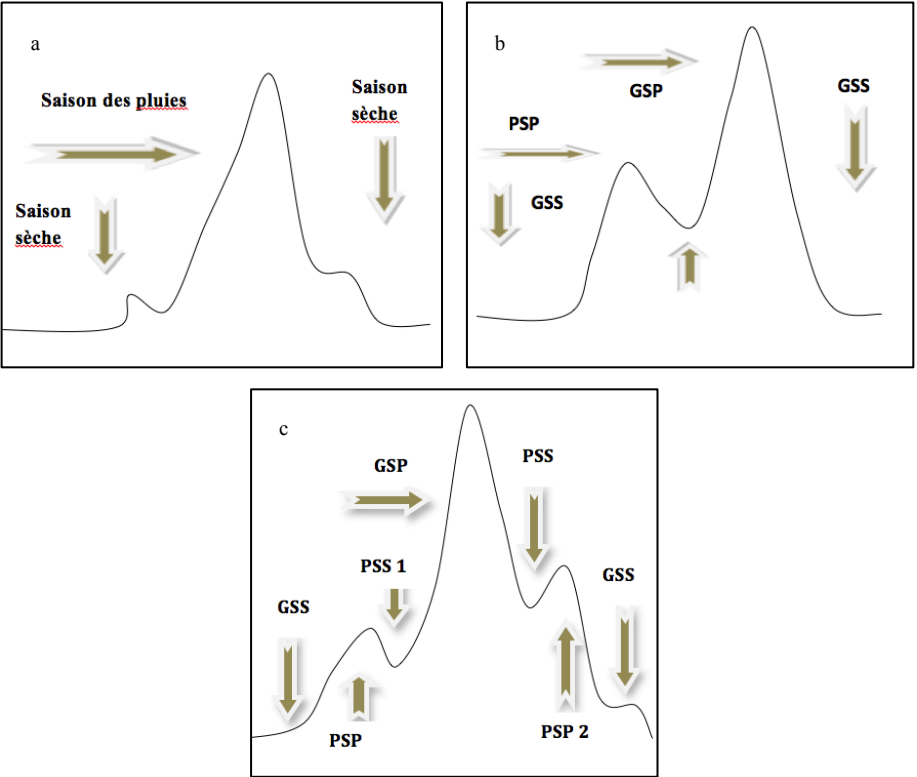 a
Saison des pluies
Saison
sèche
Saison
sèche
b
GSP
GSS
PSP
GSS
c
GSP
PSS
PSS 1
GSS
GSS
PSP
PSP 2